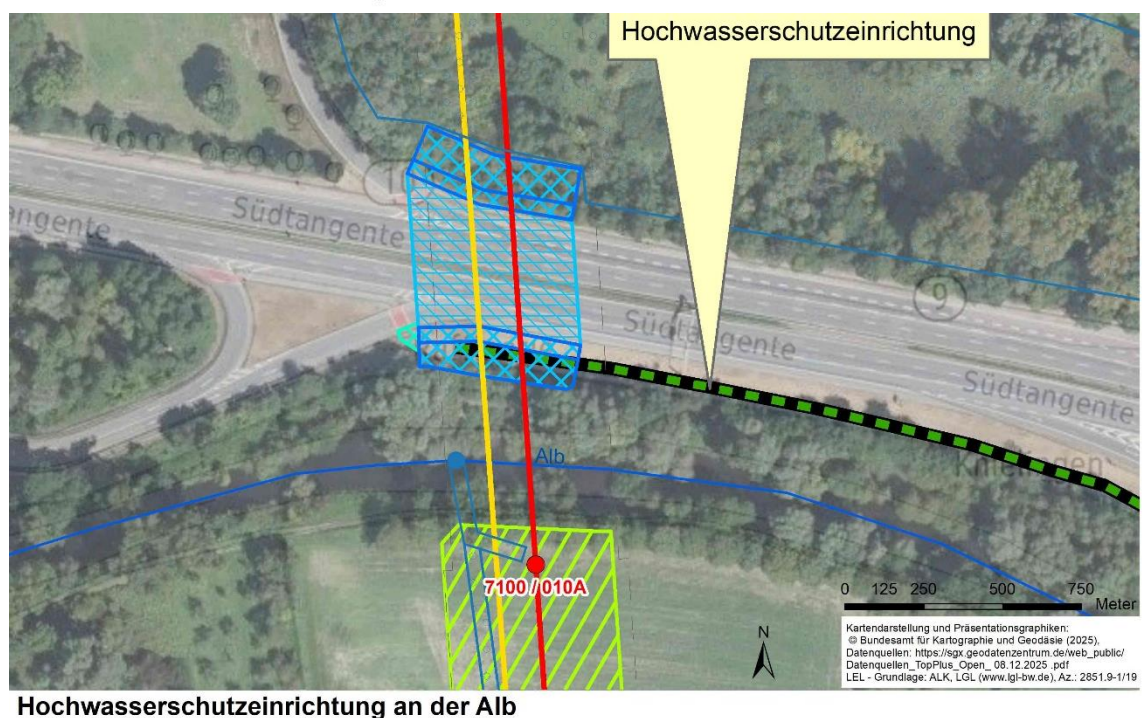 Hochwasserschutzeinrichtung
10
Südtangente
Südtangente
9
Südtangente
Südtangente
Alb
Knielingen
7100 / 010A
0 125 250 500 750
Meter
N
Kartendarstellung und Präsentationsgraphiken:
© Bundesamt für Kartographie und Geodäsie (2025),
Datenquellen: https://sgx.geodatenzentrum.de/web_public/
Datenquellen_TopPlus_Open_ 08.12.2025 .pdf
LEL - Grundlage: ALK, LGL (www.lgl-bw.de), Az.: 2851.9-1/19
Hochwasserschutzeinrichtung an der Alb